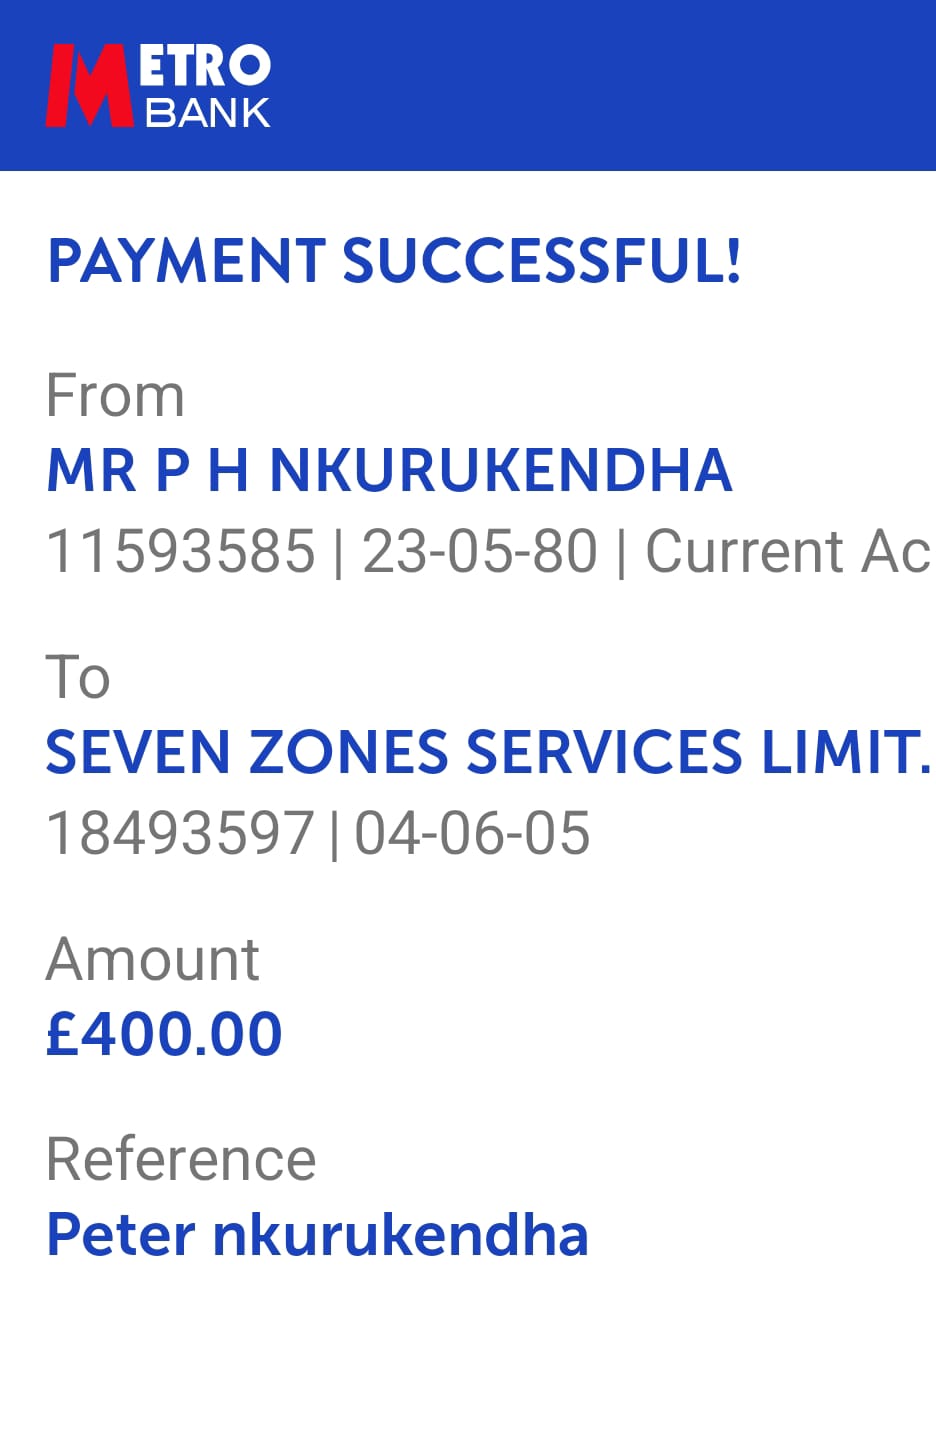 METRO
BANK
PAYMENT SUCCESSFUL!
From
MR P H NKURUKENDHA
11593585 | 23-05-80 | Current Ac
To
SEVEN ZONES SERVICES LIMIT.
18493597 | 04-06-05
Amount
£400.00
Reference
Peter nkurukendha